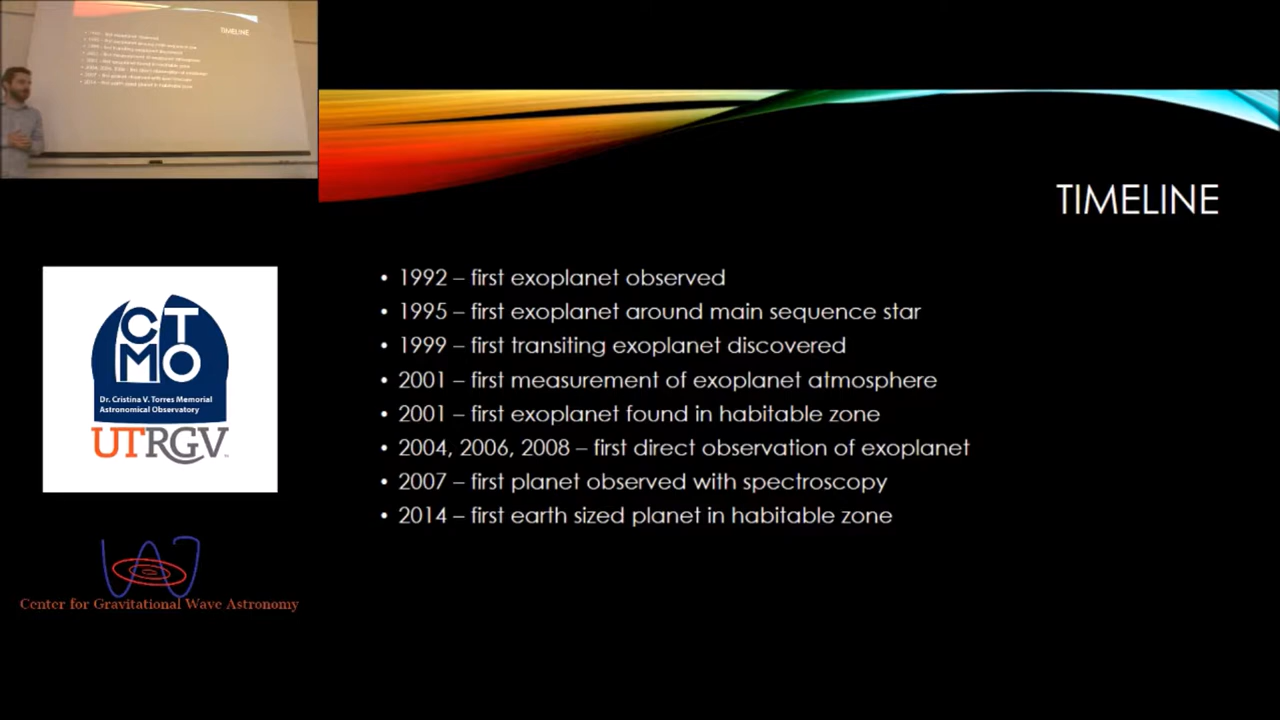 TIMELINE
TIMELINE
• 1992 – first exoplanet observed
• 1995 – first exoplanet around main sequence star
• 1999 – first transiting exoplanet discovered
• 2001 – first measurement of exoplanet atmosphere
• 2001 – first exoplanet found in habitable zone
• 2004, 2006, 2008 – first direct observation of exoplanet
• 2007 – first planet observed with spectroscopy
• 2014 – first earth sized planet in habitable zone
CT
MO
Dr. Cristina V. Torres Memorial
Astronomical Observatory
UTRGV
Center for Gravitational Wave Astronomy